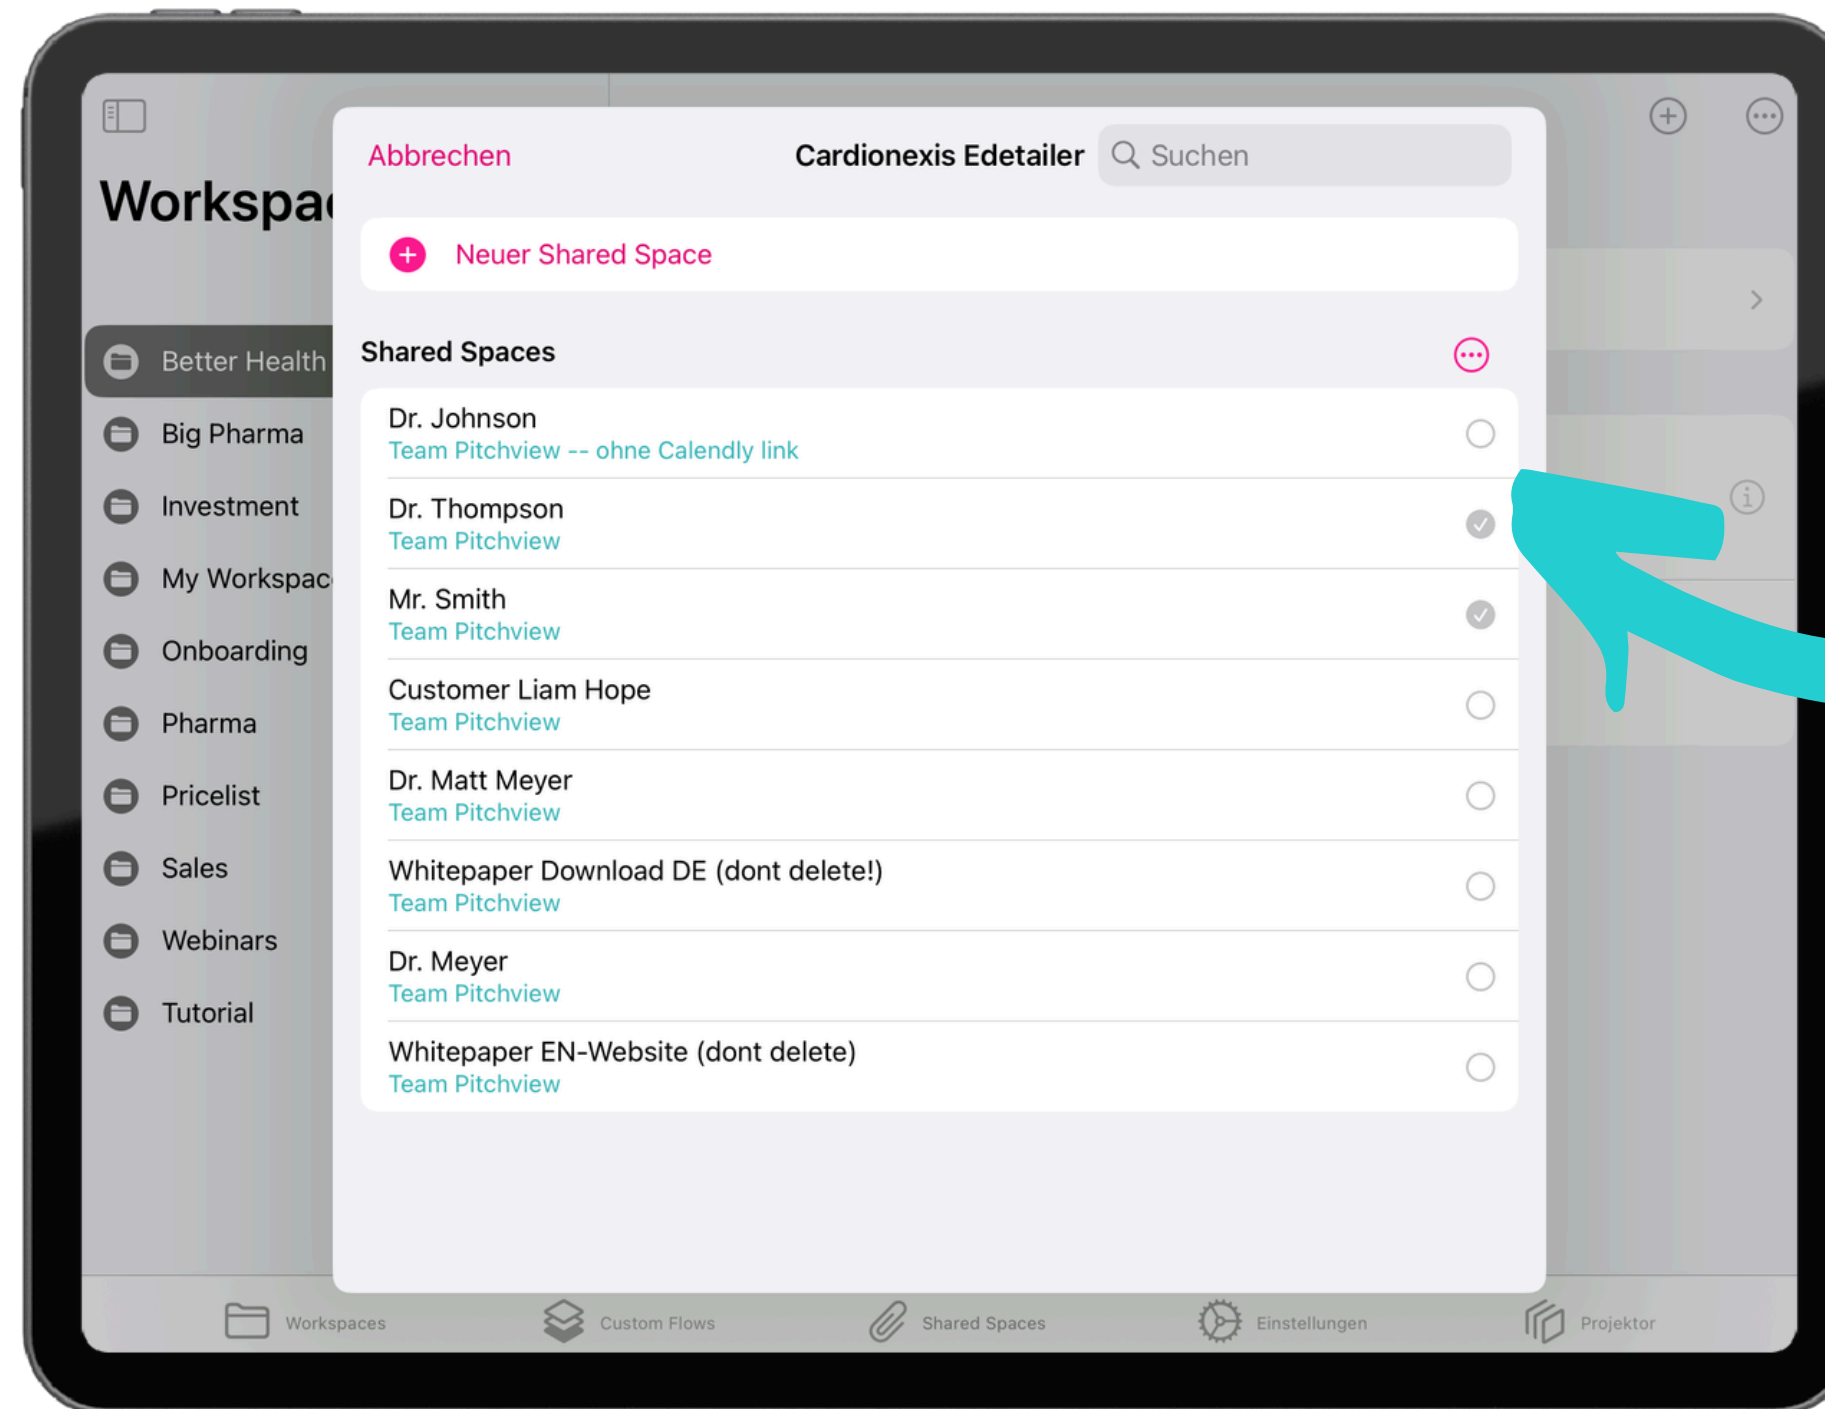 Abbrechen
Cardionexis Edetailer
Suchen
Neuer Shared Space
Shared Spaces
Dr. Johnson
Team Pitchview -- ohne Calendly link
Dr. Thompson
Team Pitchview
Mr. Smith
Team Pitchview
Customer Liam Hope
Team Pitchview
Dr. Matt Meyer
Team Pitchview
Whitepaper Download DE (dont delete!)
Team Pitchview
Dr. Meyer
Team Pitchview
Whitepaper EN-Website (dont delete)
Team Pitchview
Workspa
Better Health
Big Pharma
Investment
My Workspac
Onboarding
Pharma
Pricelist
Sales
Webinars
Tutorial
Workspaces
Custom Flows
Shared Spaces
Einstellungen
Projektor